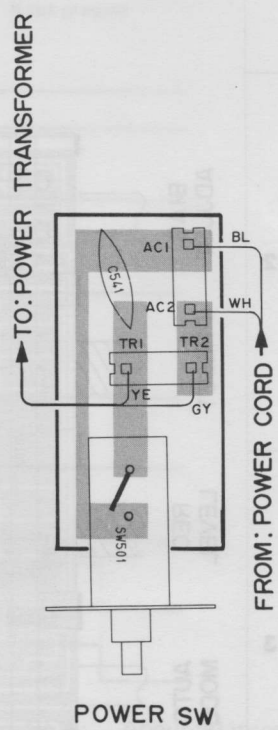 TO: POWER TRANSFORMER
BL
AC1
C541
AC2
WH
TR1
TR2
YE
GY
SW501
FROM: POWER CORD
POWER SW